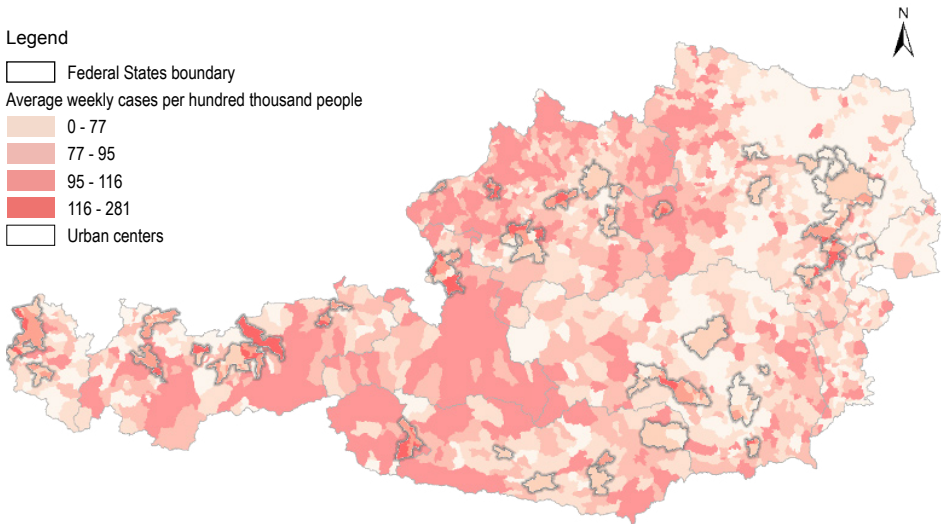 N
Legend
Federal States boundary
Average weekly cases per hundred thousand people
0 - 77
77 - 95
95 - 116
116 - 281
Urban centers